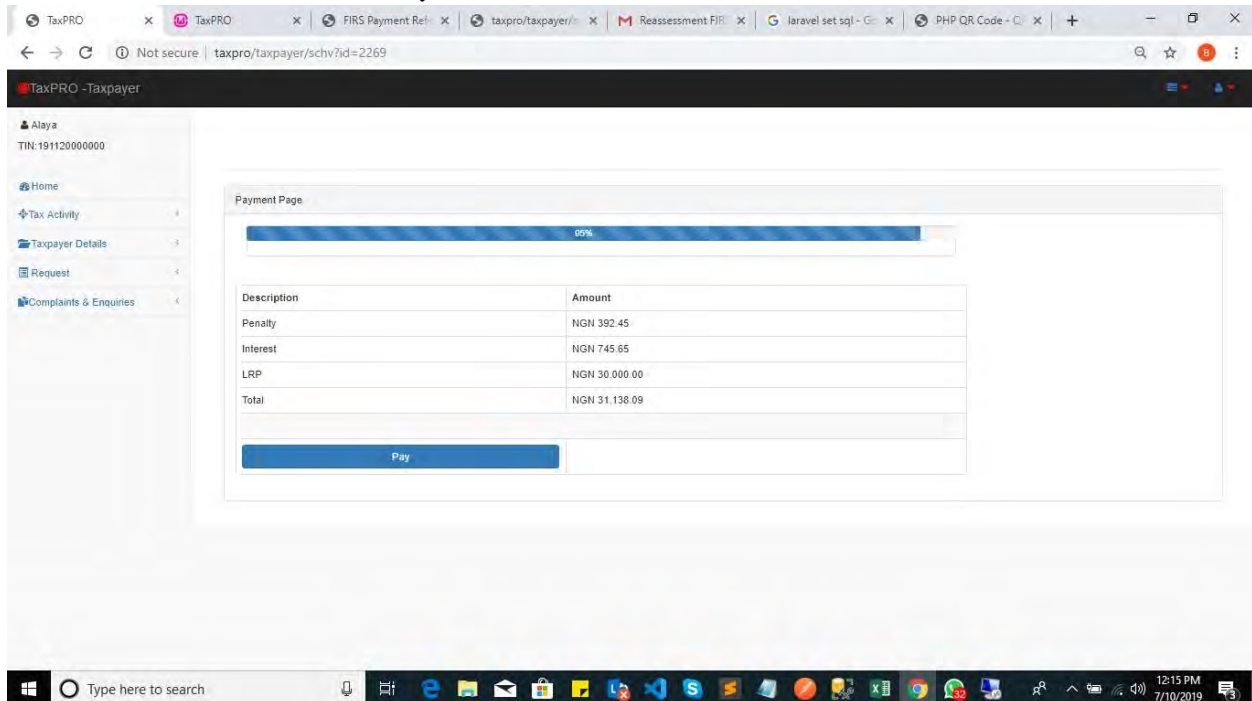 TaxPRO
TaxPRO
FIRS Payment Ref
taxpro/taxpayer/
Reassessment FIR
laravel set sql - G
PHP QR Code - Q
Not secure | taxpro/taxpayer/schv?id=2269
TaxPRO -Taxpayer
Alaya
TIN:191120000000
Home
Tax Activity
Taxpayer Details
Request
Complaints & Enquiries
Payment Page
95%
Description Amount
Penalty NGN 392.45
Interest NGN 745.65
LRP NGN 30,000.00
Total NGN 31,138.09
Pay
Type here to search
12:15 PM
7/10/2019